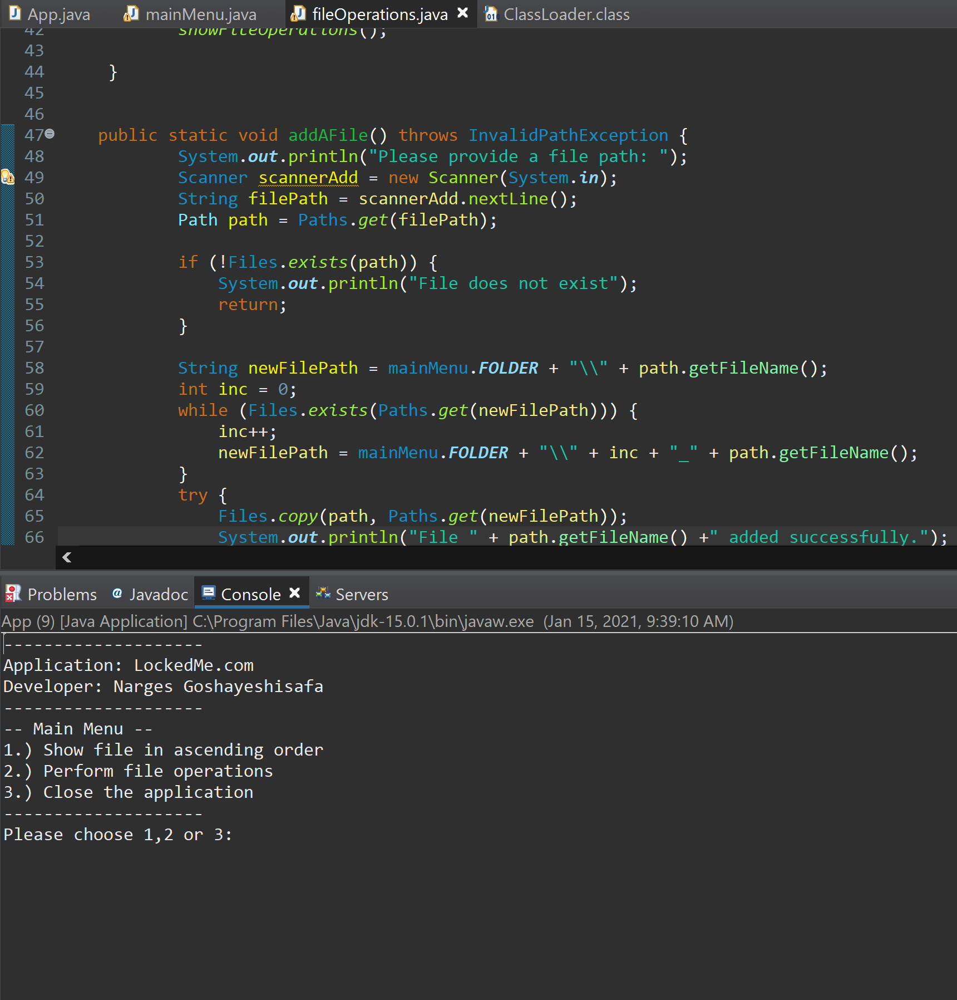 App.java mainMenu.java fileOperations.java ClassLoader.class
42 showFileOperations();
43
44 }
45
46
47 public static void addAFile() throws InvalidPathException {
48 System.out.println("Please provide a file path: ");
49 Scanner scannerAdd = new Scanner(System.in);
50 String filePath = scannerAdd.nextLine();
51 Path path = Paths.get(filePath);
52
53 if (!Files.exists(path)) {
54 System.out.println("File does not exist");
55 return;
56 }
57
58 String newFilePath = mainMenu.FOLDER + "\\" + path.getFileName();
59 int inc = 0;
60 while (Files.exists(Paths.get(newFilePath))) {
61 inc++;
62 newFilePath = mainMenu.FOLDER + "\\" + inc + "_" + path.getFileName();
63 }
64 try {
65 Files.copy(path, Paths.get(newFilePath));
66 System.out.println("File " + path.getFileName() +" added successfully.");
Problems Javadoc Console Servers
App (9) [Java Application] C:\Program Files\Java\jdk-15.0.1\bin\javaw.exe (Jan 15, 2021, 9:39:10 AM)
--------------------
Application: LockedMe.com
Developer: Narges Goshayeshisafa
--------------------
-- Main Menu --
1.) Show file in ascending order
2.) Perform file operations
3.) Close the application
--------------------
Please choose 1,2 or 3: